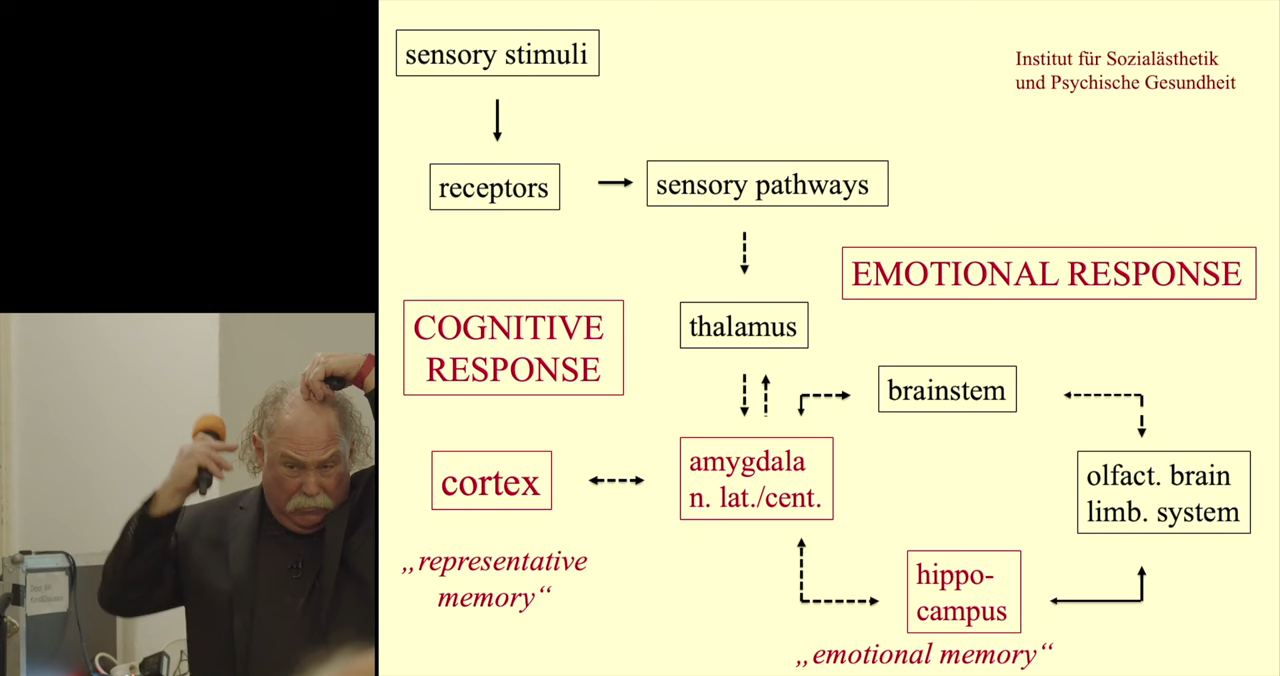 sensory stimuli
Institut für Sozialästhetik
und Psychische Gesundheit
receptors
sensory pathways
EMOTIONAL RESPONSE
COGNITIVE
RESPONSE
thalamus
brainstem
cortex
amygdala
n. lat./cent.
olfact. brain
limb. system
„representative
memory“
hippo-
campus
„emotional memory“